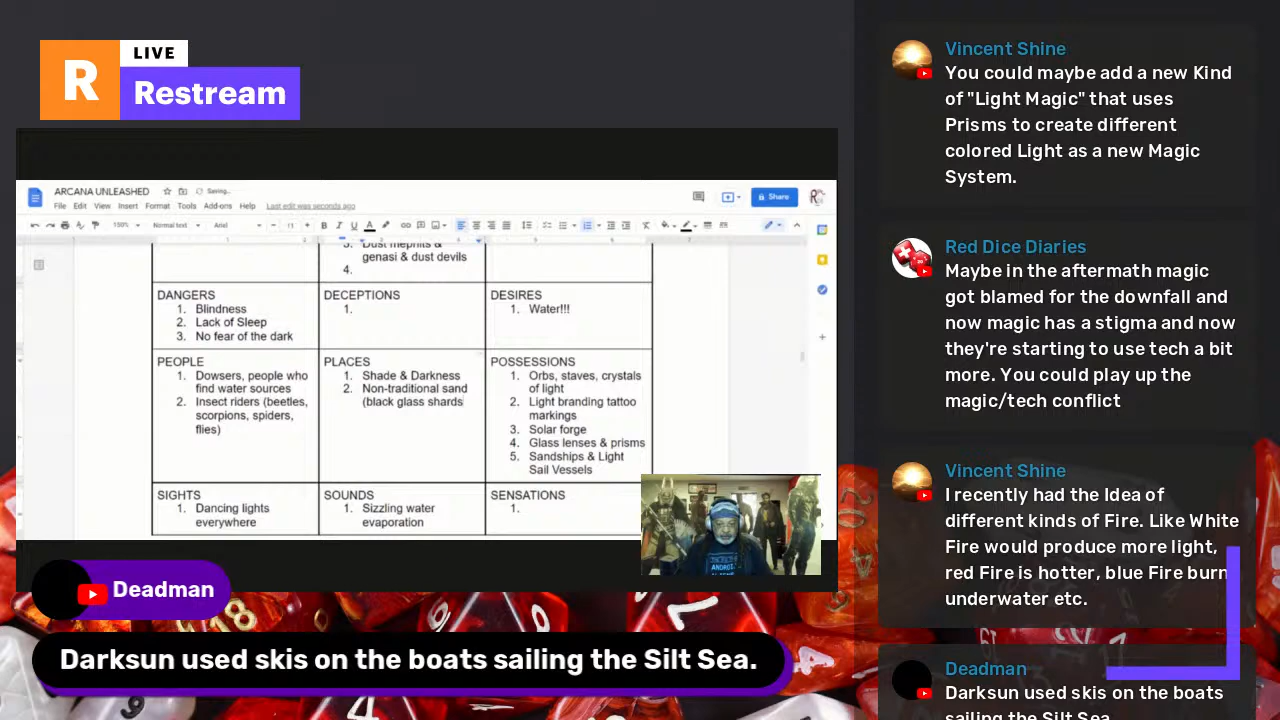 R
LIVE
Restream
ARCANA UNLEASHED
Saving...
File Edit View Insert Format Tools Add-ons Help Last edit was seconds ago
Share
150% Normal text Arial 11
3. Dust mephits &
genasi & dust devils
4.
DANGERS
1. Blindness
2. Lack of Sleep
3. No fear of the dark
DECEPTIONS
1.
DESIRES
1. Water!!!
PEOPLE
1. Dowsers, people who
find water sources
2. Insect riders (beetles,
scorpions, spiders,
flies)
PLACES
1. Shade & Darkness
2. Non-traditional sand
(black glass shards
POSSESSIONS
1. Orbs, staves, crystals
of light
2. Light branding tattoo
markings
3. Solar forge
4. Glass lenses & prisms
5. Sandships & Light
Sail Vessels
SIGHTS
1. Dancing lights
everywhere
SOUNDS
1. Sizzling water
evaporation
SENSATIONS
1.
Deadman
Darksun used skis on the boats sailing the Silt Sea.
Vincent Shine
You could maybe add a new Kind
of "Light Magic" that uses
Prisms to create different
colored Light as a new Magic
System.
Red Dice Diaries
Maybe in the aftermath magic
got blamed for the downfall and
now magic has a stigma and now
they're starting to use tech a bit
more. You could play up the
magic/tech conflict
Vincent Shine
I recently had the Idea of
different kinds of Fire. Like White
Fire would produce more light,
red Fire is hotter, blue Fire burn
underwater etc.
Deadman
Darksun used skis on the boats
sailing the Silt Sea.